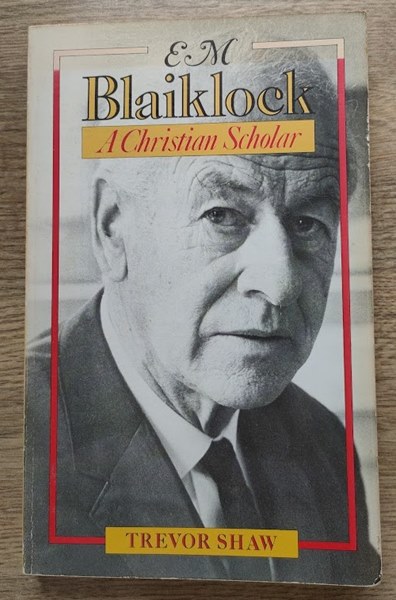 E M
Blaiklock
A Christian Scholar
TREVOR SHAW